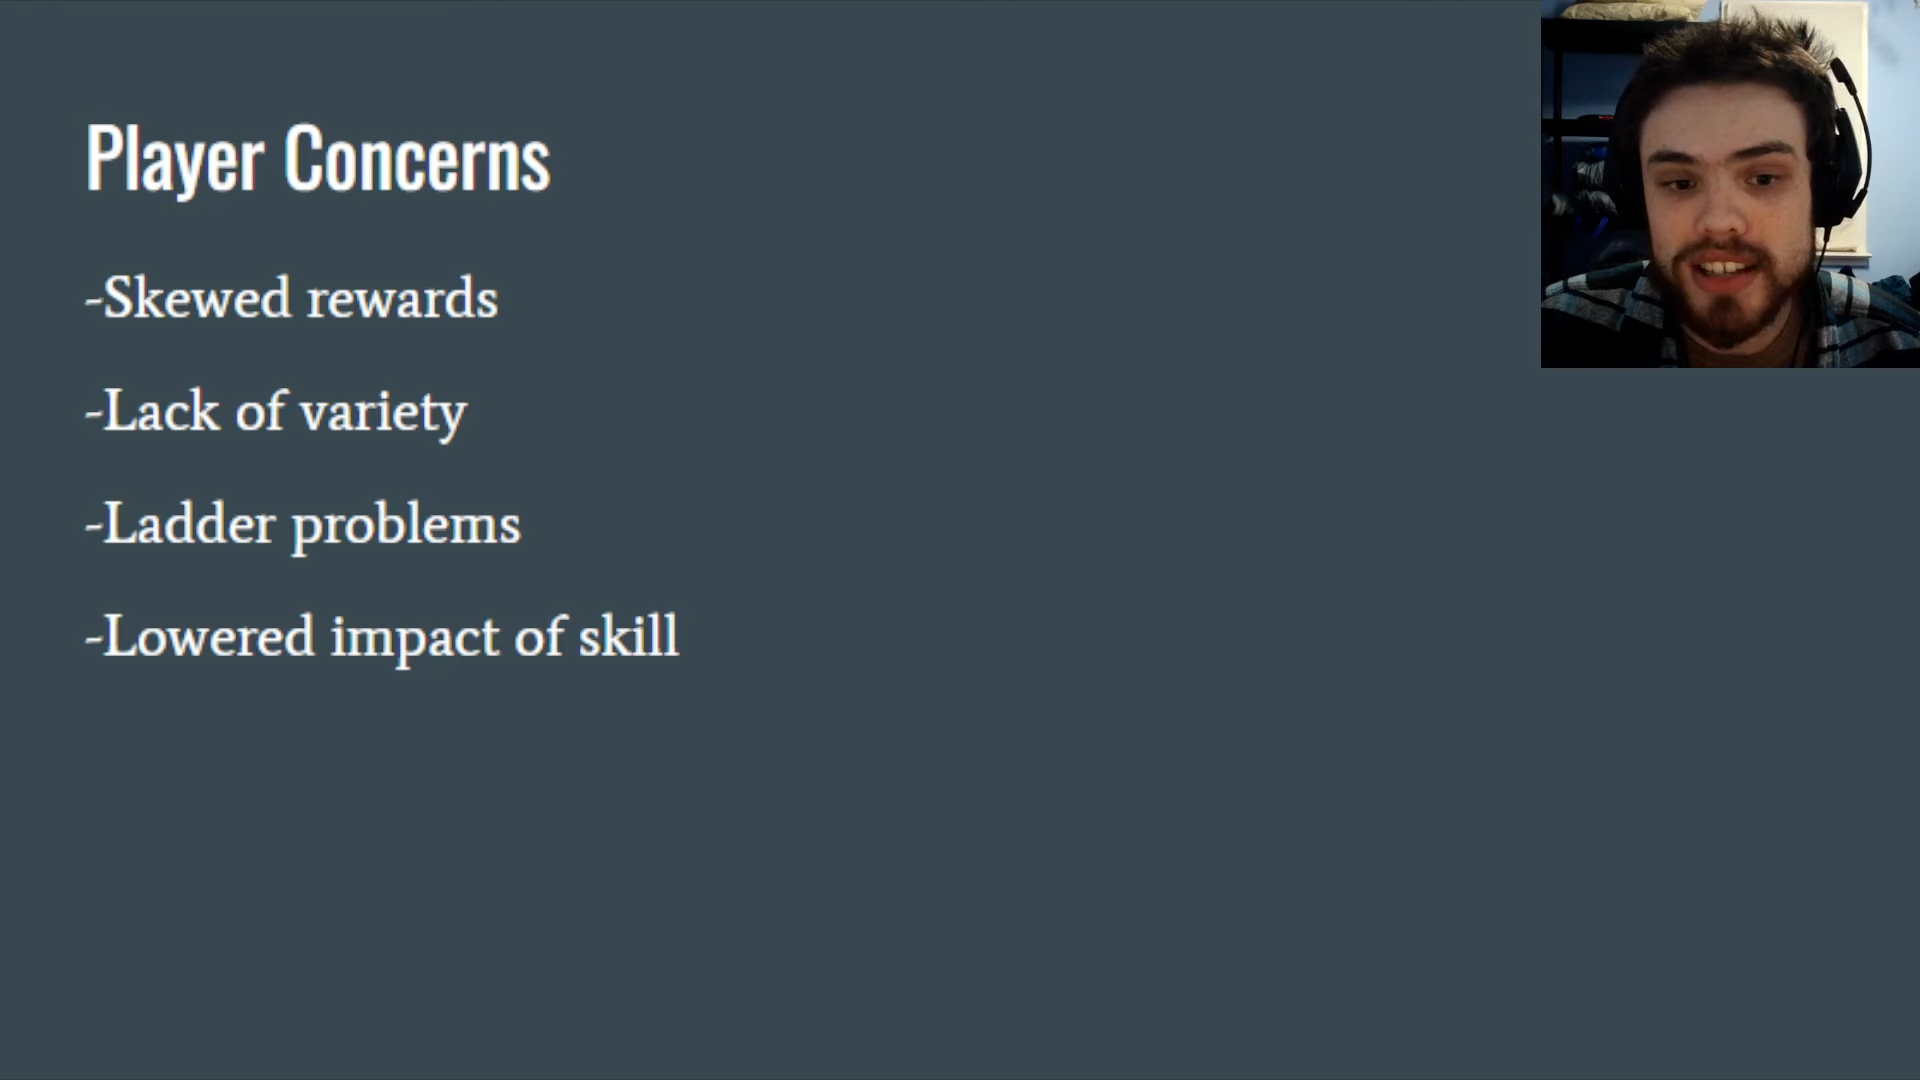 Player Concerns
-Skewed rewards
-Lack of variety
-Ladder problems
-Lowered impact of skill